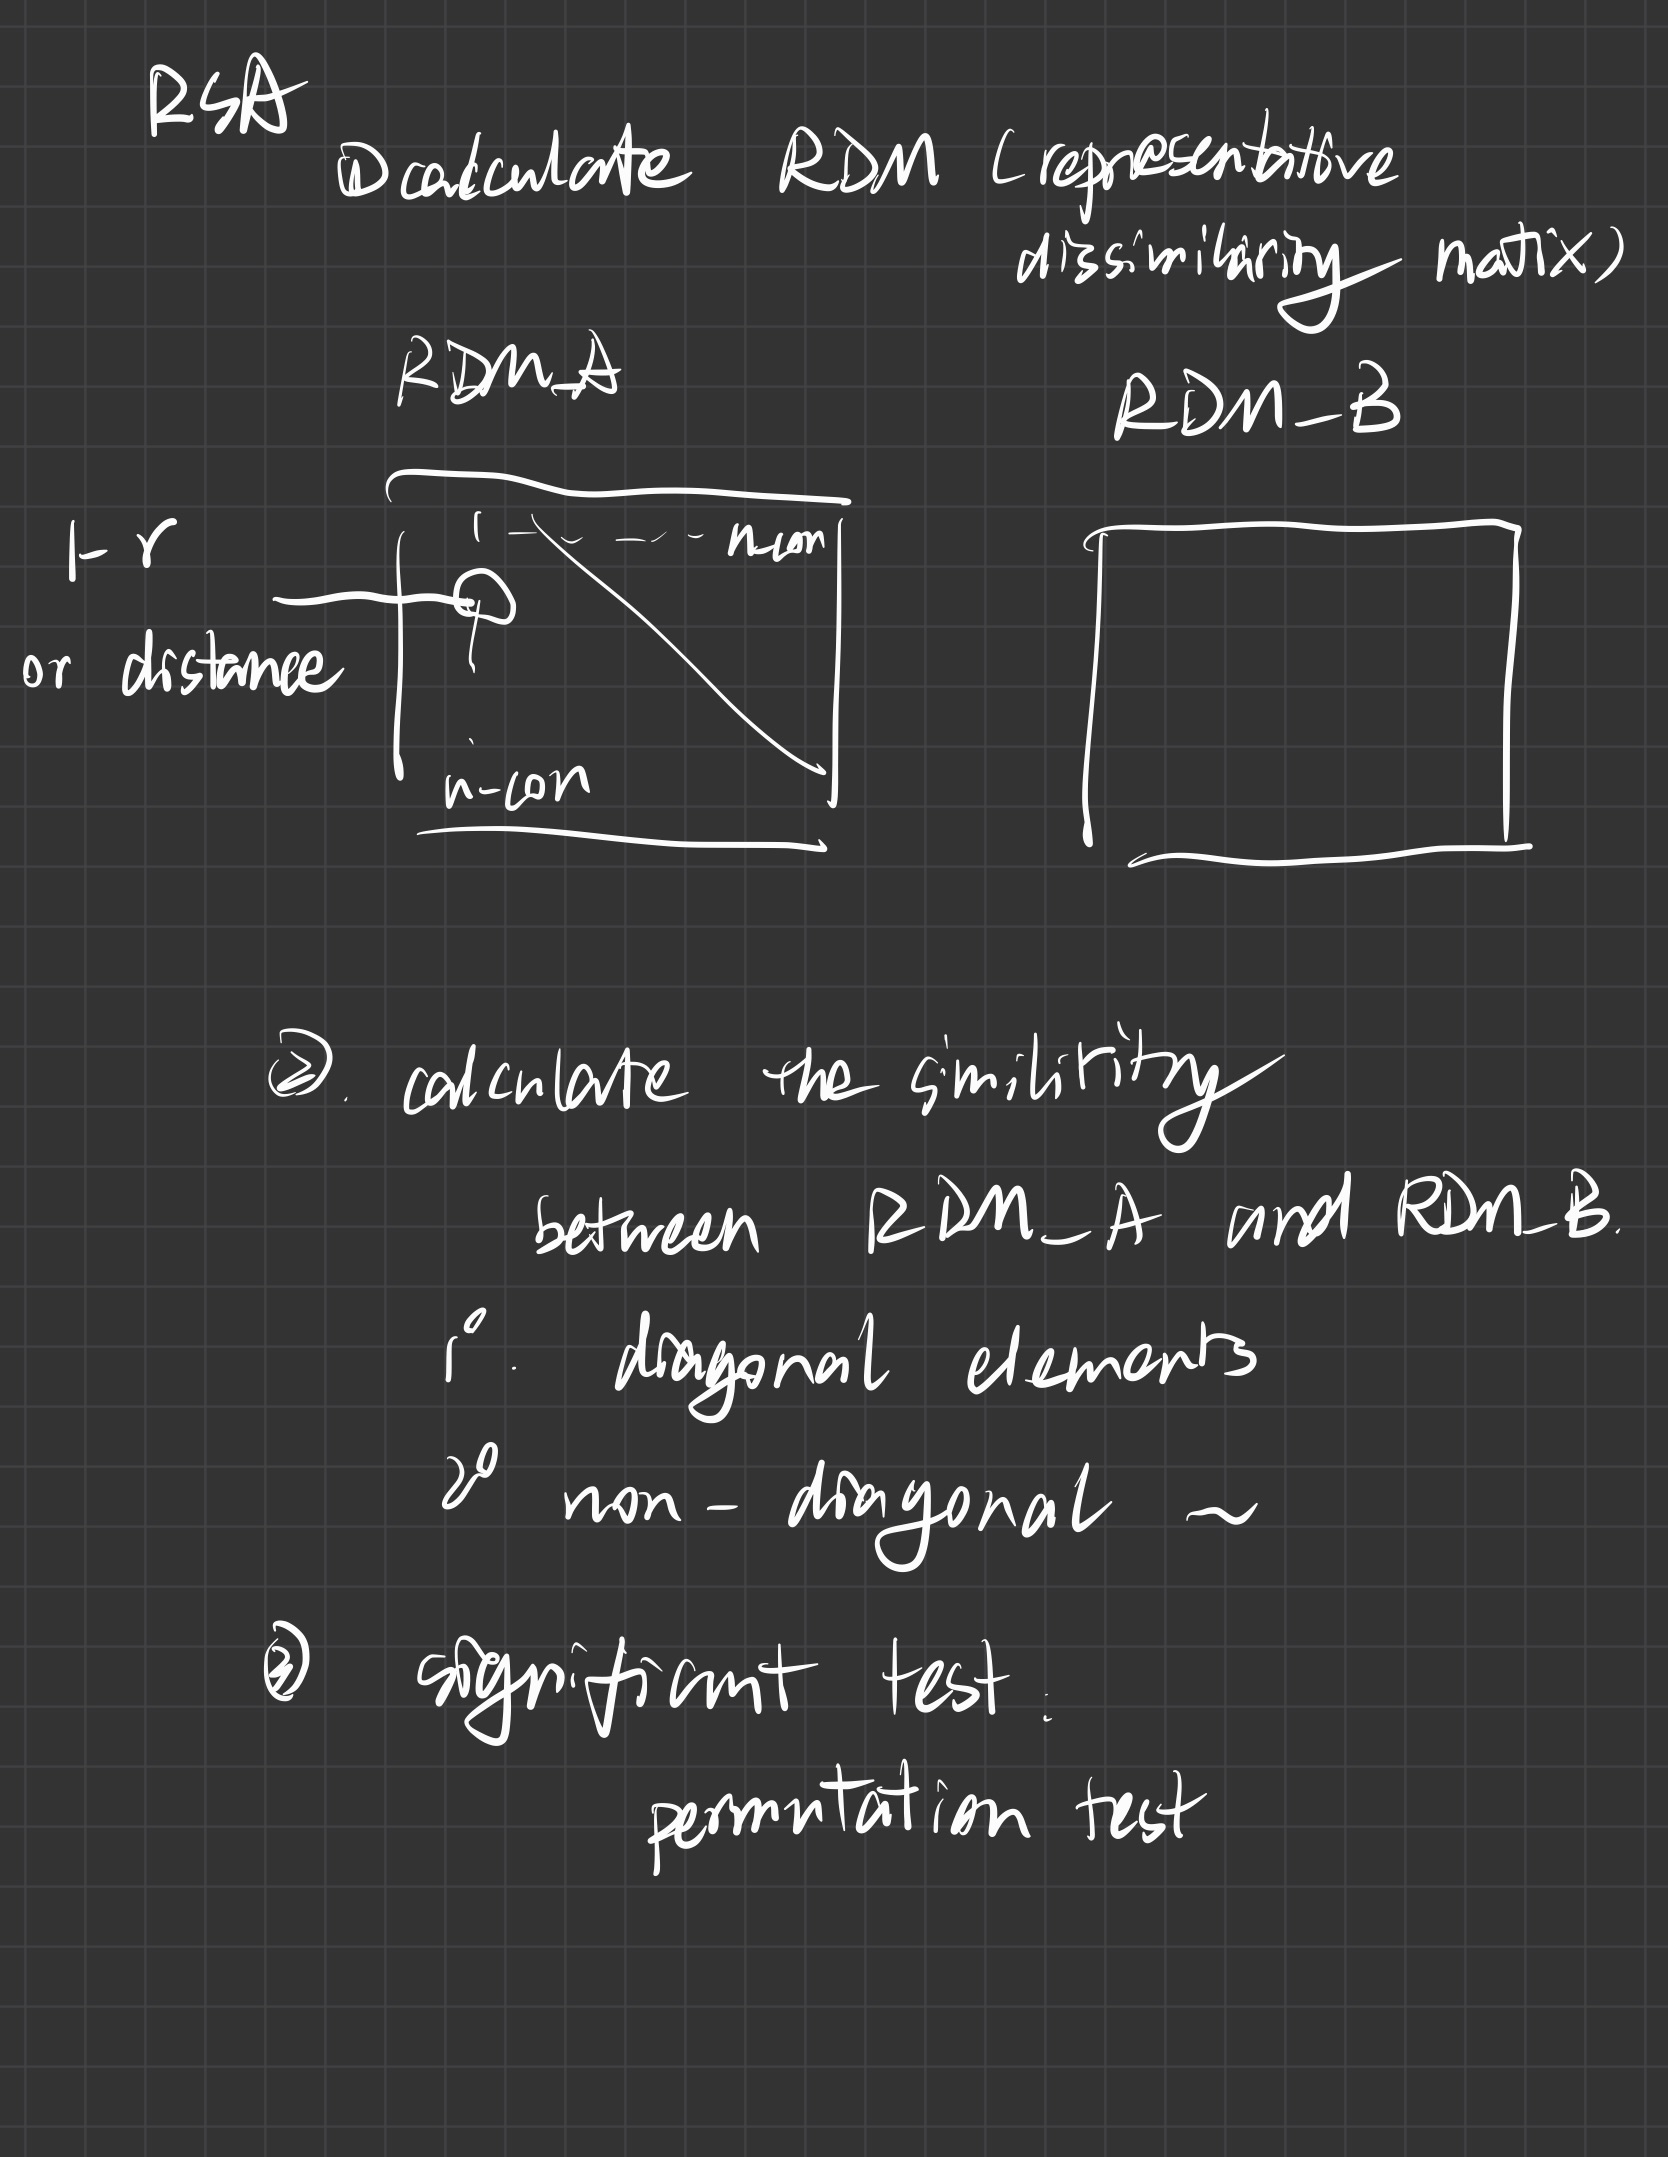 RSA
① calculate RDM (representative
dissimilarity matix)
RDM_A
RDM_B
1 - - - - - n-con
1-r
or distance
n-con
②. calculate the similirity
between RDM_A and RDM_B.
1°. diagonal elements
2° non-diagonal ~
③ significant test:
permutation test